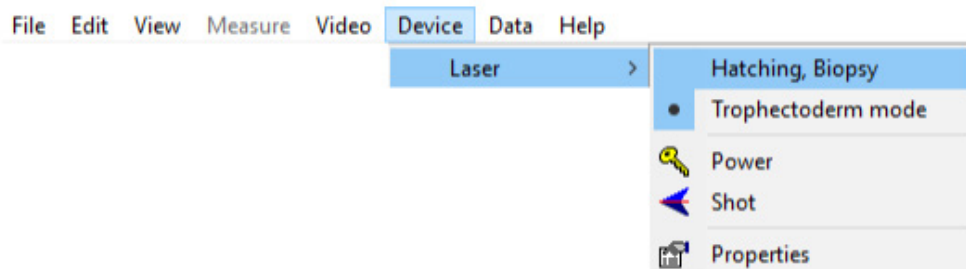 File Edit View Measure Video Device Data Help
Laser
Hatching, Biopsy
Trophectoderm mode
Power
Shot
Properties